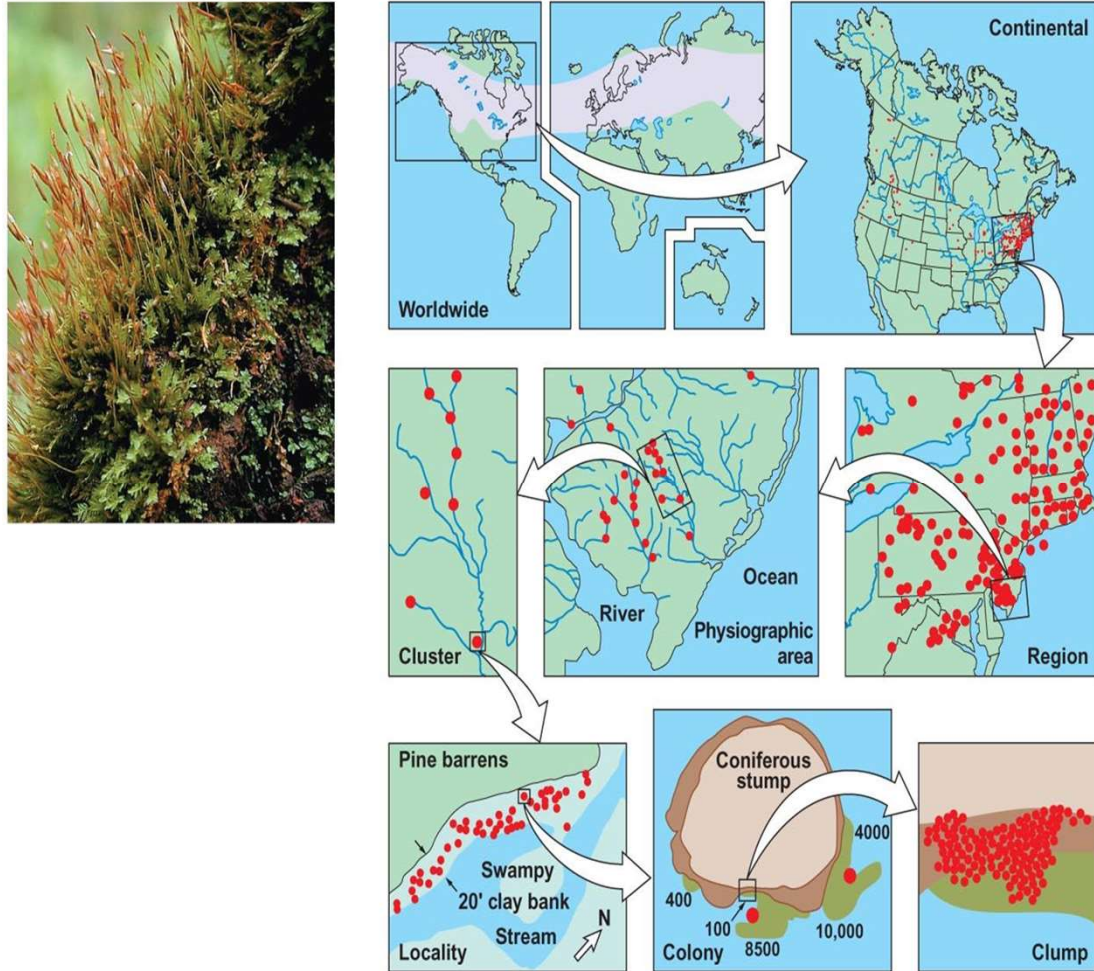 Worldwide
Continental
Cluster
River
Ocean
Physiographic
area
Region
Pine barrens
Swampy
20' clay bank
Stream
N
Locality
Coniferous
stump
4000
400
100
8500
10,000
Colony
Clump